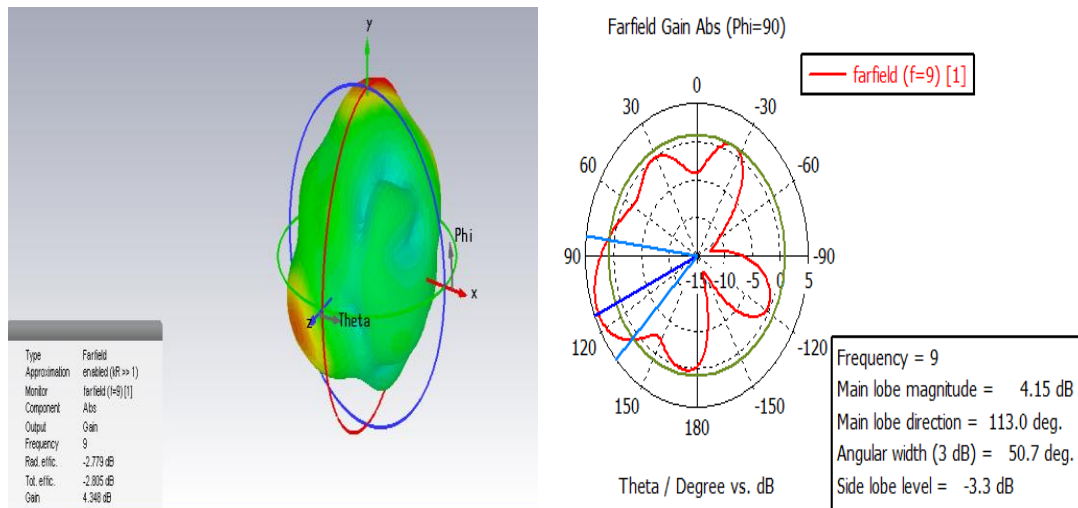 y
Phi
x
z
Theta
Type Farfield
Approximation enabled (kR >> 1)
Monitor farfield (f=9) [1]
Component Abs
Output Gain
Frequency 9
Rad. effic. -2.779 dB
Tot. effic. -2.805 dB
Gain 4.348 dB
Farfield Gain Abs (Phi=90)
farfield (f=9) [1]
0
30 -30
60 -60
90 -15 -10 -5 0 5 -90
120 -120
150 -150
180
Theta / Degree vs. dB
Frequency = 9
Main lobe magnitude = 4.15 dB
Main lobe direction = 113.0 deg.
Angular width (3 dB) = 50.7 deg.
Side lobe level = -3.3 dB